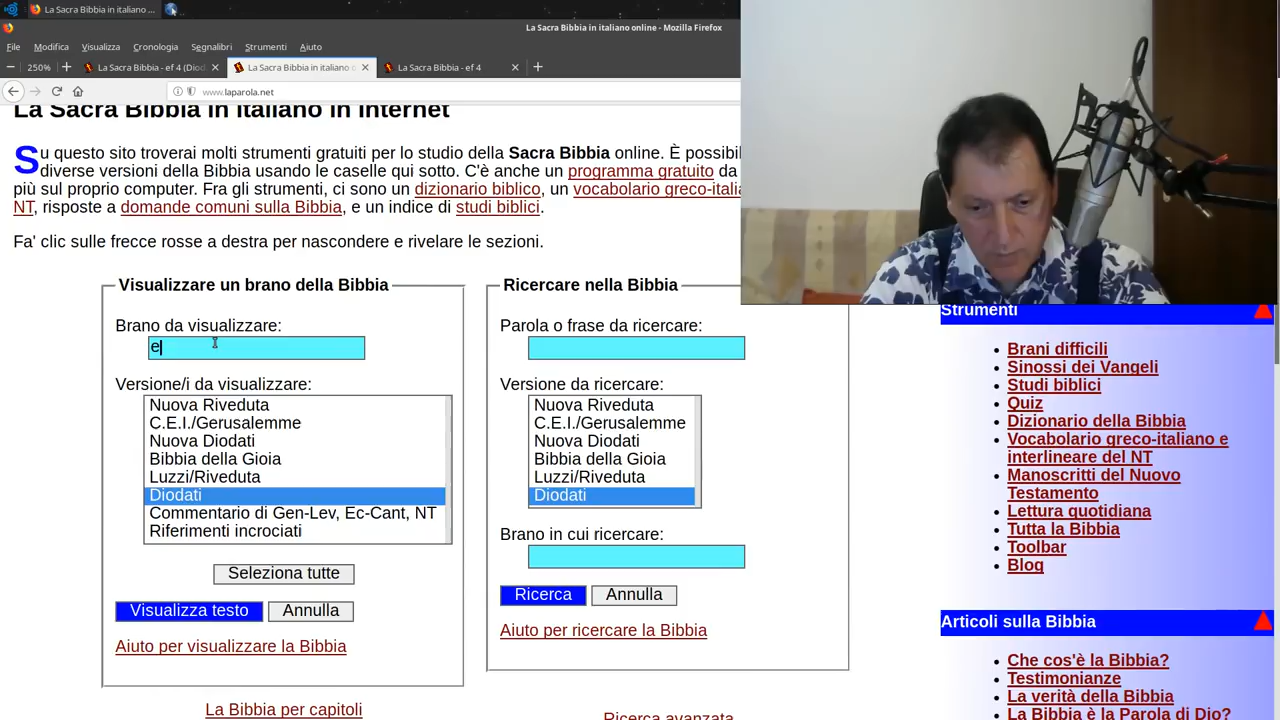 La Sacra Bibbia in italiano ...
La Sacra Bibbia in italiano online - Mozilla Firefox
File Modifica Visualizza Cronologia Segnalibri Strumenti Aiuto
250% La Sacra Bibbia - ef 4 (Diod La Sacra Bibbia in italiano La Sacra Bibbia - ef 4
www.laparola.net
La Sacra Bibbia in italiano in internet
Su questo sito troverai molti strumenti gratuiti per lo studio della Sacra Bibbia online. È possibil
diverse versioni della Bibbia usando le caselle qui sotto. C'è anche un programma gratuito da
più sul proprio computer. Fra gli strumenti, ci sono un dizionario biblico, un vocabolario greco-italia
NT, risposte a domande comuni sulla Bibbia, e un indice di studi biblici.
Fa' clic sulle frecce rosse a destra per nascondere e rivelare le sezioni.
Visualizzare un brano della Bibbia
Brano da visualizzare:
e
Versione/i da visualizzare:
Nuova Riveduta
C.E.I./Gerusalemme
Nuova Diodati
Bibbia della Gioia
Luzzi/Riveduta
Diodati
Commentario di Gen-Lev, Ec-Cant, NT
Riferimenti incrociati
Seleziona tutte
Visualizza testo Annulla
Aiuto per visualizzare la Bibbia
La Bibbia per capitoli
Ricercare nella Bibbia
Parola o frase da ricercare:
Versione da ricercare:
Nuova Riveduta
C.E.I./Gerusalemme
Nuova Diodati
Bibbia della Gioia
Luzzi/Riveduta
Diodati
Brano in cui ricercare:
Ricerca Annulla
Aiuto per ricercare la Bibbia
Ricerca avanzata
Strumenti
Brani difficili
Sinossi dei Vangeli
Studi biblici
Quiz
Dizionario della Bibbia
Vocabolario greco-italiano e
interlineare del NT
Manoscritti del Nuovo
Testamento
Lettura quotidiana
Tutta la Bibbia
Toolbar
Blog
Articoli sulla Bibbia
Che cos'è la Bibbia?
Testimonianze
La verità della Bibbia
La Bibbia è la Parola di Dio?